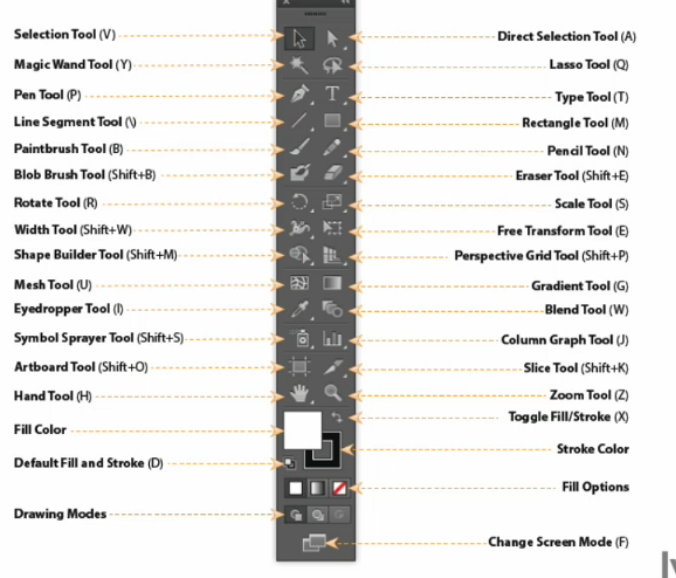 Selection Tool (V)
Direct Selection Tool (A)
Magic Wand Tool (Y)
Lasso Tool (Q)
Pen Tool (P)
Type Tool (T)
Line Segment Tool (\)
Rectangle Tool (M)
Paintbrush Tool (B)
Pencil Tool (N)
Blob Brush Tool (Shift+B)
Eraser Tool (Shift+E)
Rotate Tool (R)
Scale Tool (S)
Width Tool (Shift+W)
Free Transform Tool (E)
Shape Builder Tool (Shift+M)
Perspective Grid Tool (Shift+P)
Mesh Tool (U)
Gradient Tool (G)
Eyedropper Tool (I)
Blend Tool (W)
Symbol Sprayer Tool (Shift+S)
Column Graph Tool (J)
Artboard Tool (Shift+O)
Slice Tool (Shift+K)
Hand Tool (H)
Zoom Tool (Z)
Toggle Fill/Stroke (X)
Fill Color
Stroke Color
Default Fill and Stroke (D)
Fill Options
Drawing Modes
Change Screen Mode (F)